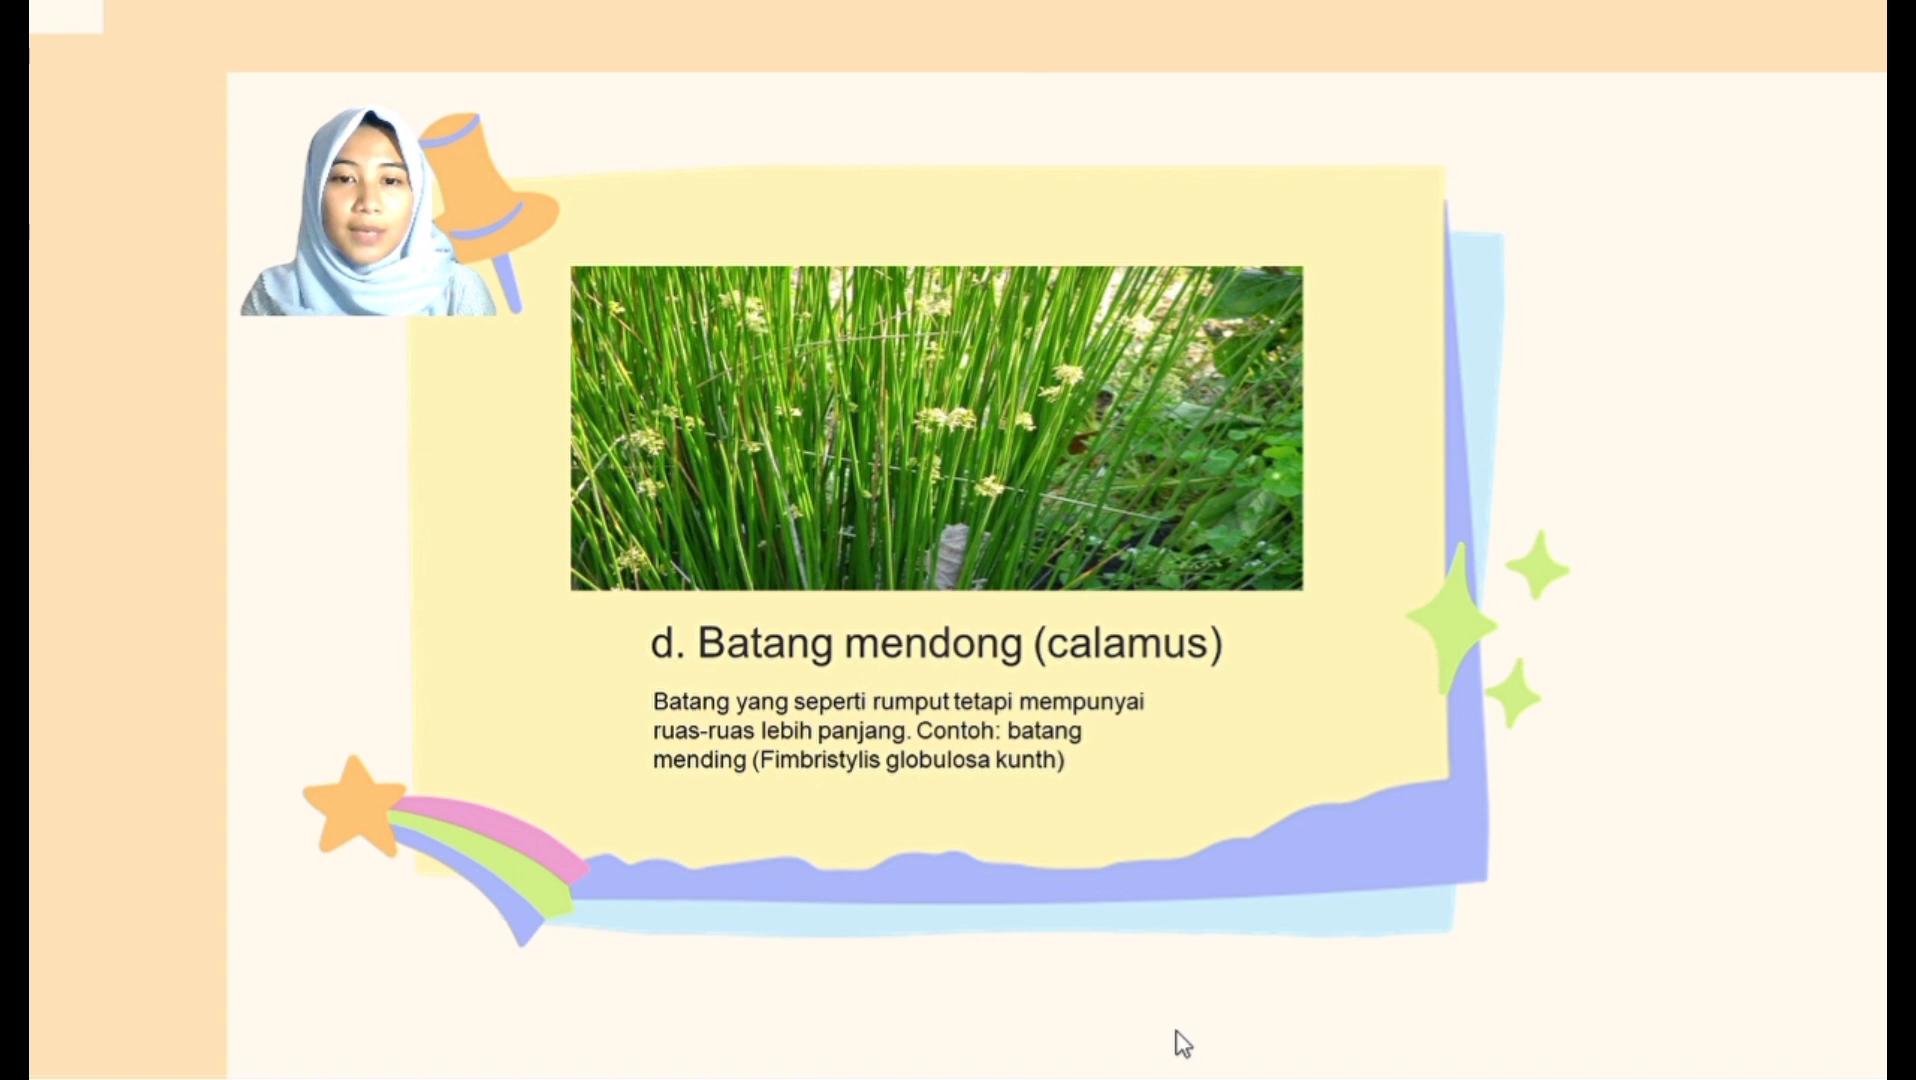 d. Batang mendong (calamus)
Batang yang seperti rumput tetapi mempunyai
ruas-ruas lebih panjang. Contoh: batang
mending (Fimbristylis globulosa kunth)